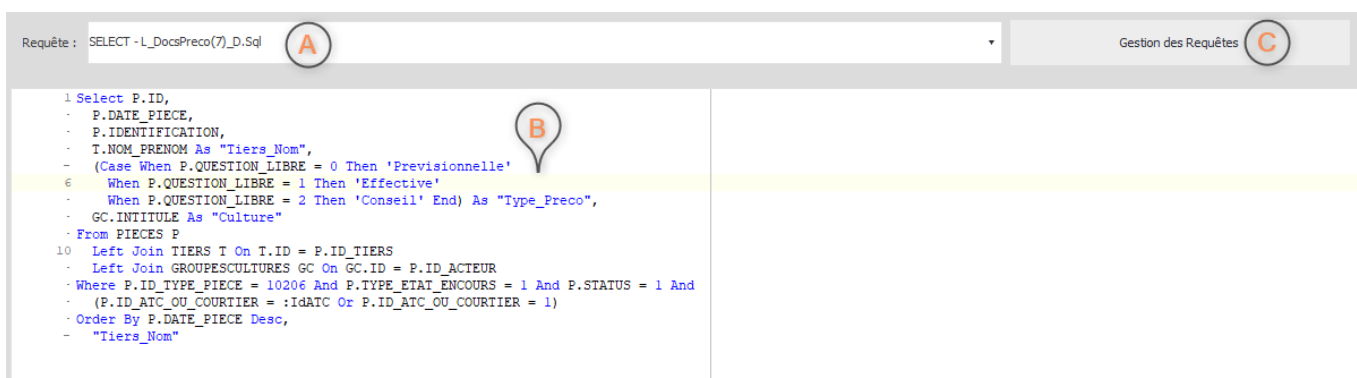 Requête : SELECT - L_DocsPreco(7)_D.Sql A Gestion des Requêtes C
1 Select P.ID,
P.DATE_PIECE,
P.IDENTIFICATION,
T.NOM_PRENOM As "Tiers_Nom",
(Case When P.QUESTION_LIBRE = 0 Then 'Previsionnelle'
6 When P.QUESTION_LIBRE = 1 Then 'Effective'
When P.QUESTION_LIBRE = 2 Then 'Conseil' End) As "Type_Preco",
GC.INTITULE As "Culture"
From PIECES P
10 Left Join TIERS T On T.ID = P.ID_TIERS
Left Join GROUPESCULTURES GC On GC.ID = P.ID_ACTEUR
Where P.ID_TYPE_PIECE = 10206 And P.TYPE_ETAT_ENCOURS = 1 And P.STATUS = 1 And
(P.ID_ATC_OU_COURTIER = :IdATC Or P.ID_ATC_OU_COURTIER = 1)
Order By P.DATE_PIECE Desc,
"Tiers_Nom"
B